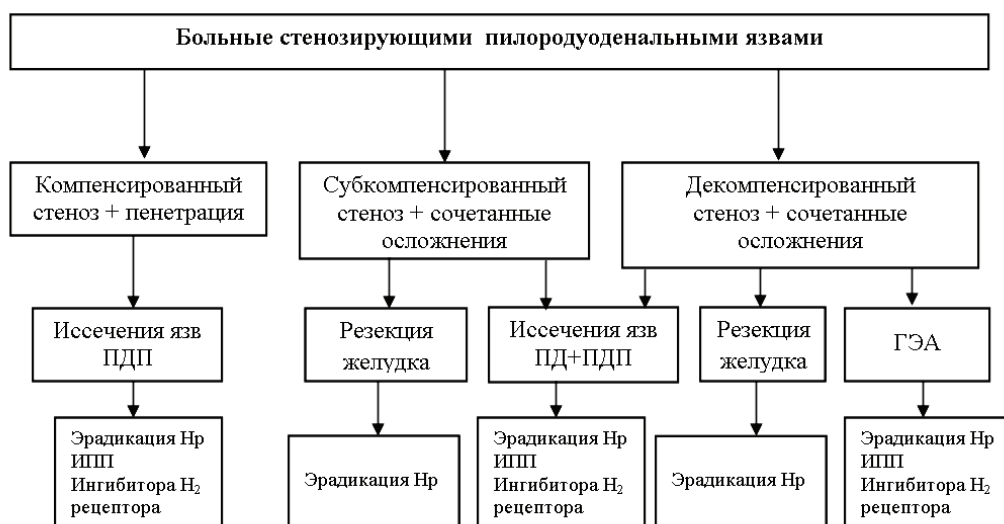 Больные стенозирующими пилородуоденальными язвами
Компенсированный
стеноз + пенетрация
Субкомпенсированный
стеноз + сочетанные
осложнения
Декомпенсированный
стеноз + сочетанные
осложнения
Иссечения язв
ПДП
Резекция
желудка
Иссечения язв
ПД+ПДП
Резекция
желудка
ГЭА
Эрадикация Нр
ИПП
Ингибитора Н₂
рецептора
Эрадикация Нр
Эрадикация Нр
ИПП
Ингибитора Н₂
рецептора
Эрадикация Нр
Эрадикация Нр
ИПП
Ингибитора Н₂
рецептора